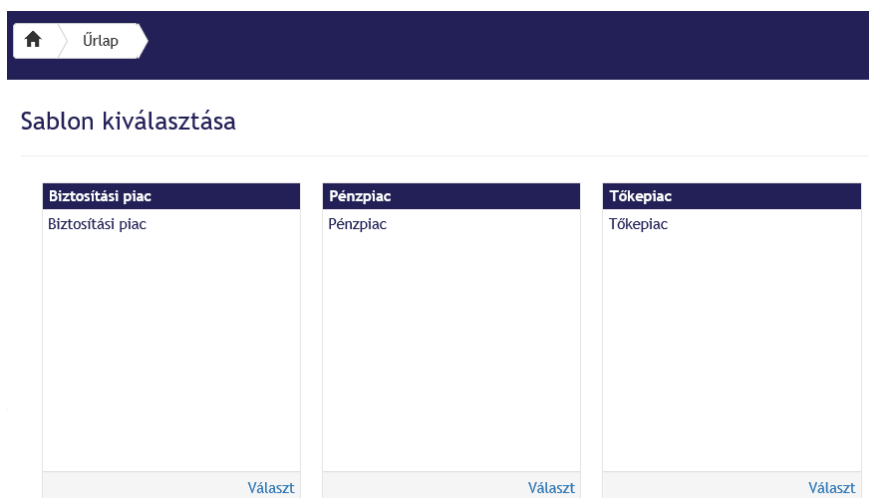 Űrlap
Sablon kiválasztása
Biztosítási piac
Biztosítási piac
Választ
Pénzpiac
Pénzpiac
Választ
Tőkepiac
Tőkepiac
Választ